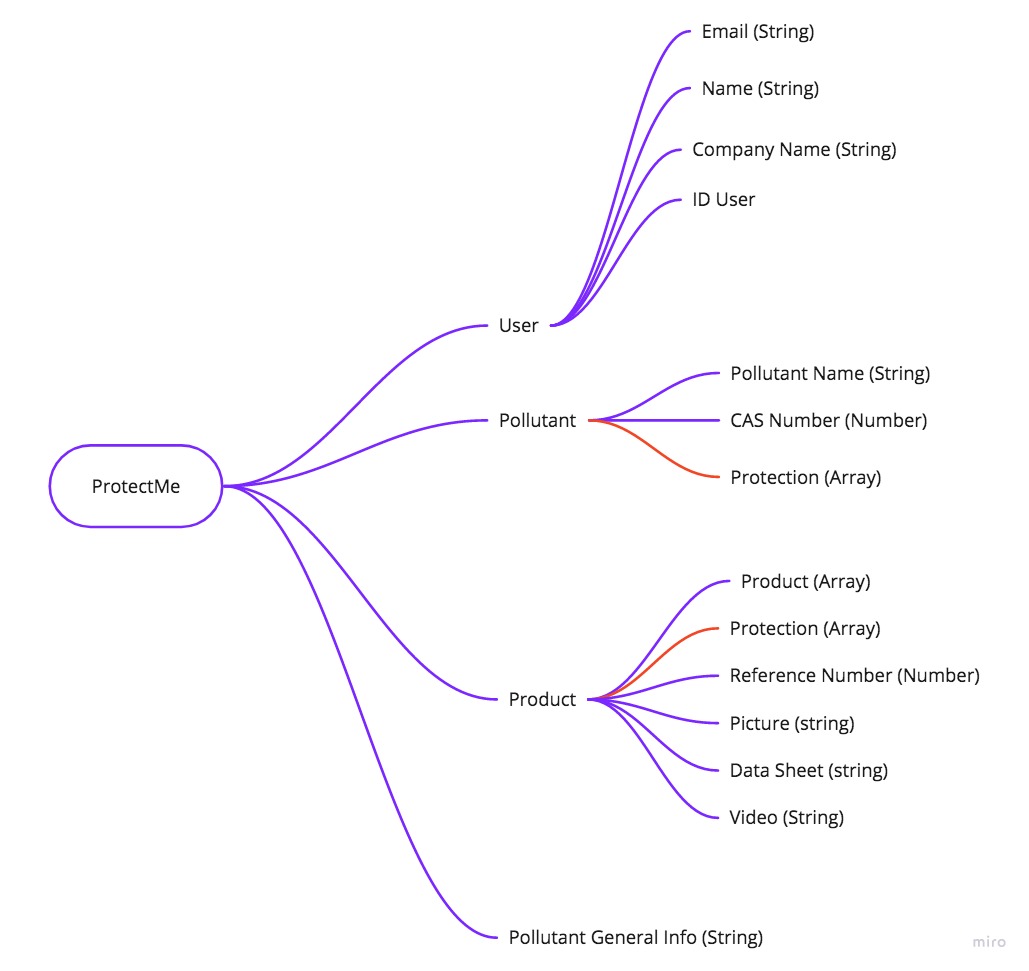 Email (String)
Name (String)
Company Name (String)
ID User
User
Pollutant Name (String)
Pollutant
CAS Number (Number)
Protection (Array)
ProtectMe
Product (Array)
Protection (Array)
Reference Number (Number)
Product
Picture (string)
Data Sheet (string)
Video (String)
Pollutant General Info (String)
miro